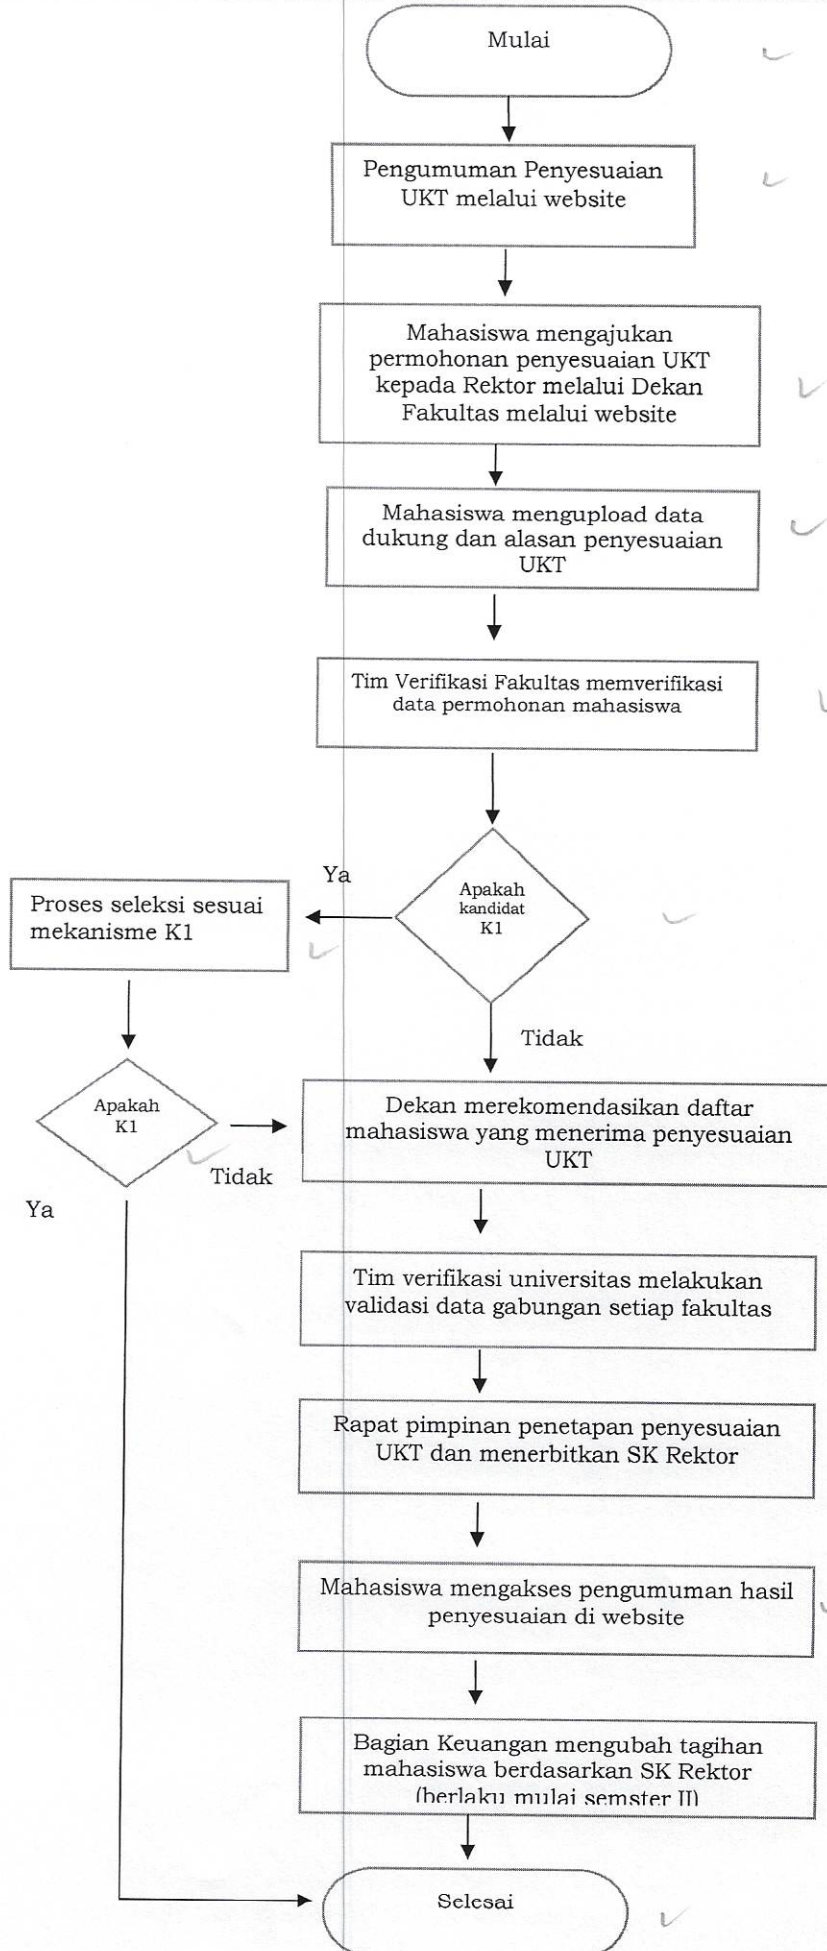 Mulai
Pengumuman Penyesuaian
UKT melalui website
Mahasiswa mengajukan
permohonan penyesuaian UKT
kepada Rektor melalui Dekan
Fakultas melalui website
Mahasiswa mengupload data
dukung dan alasan penyesuaian
UKT
Tim Verifikasi Fakultas memverifikasi
data permohonan mahasiswa
Apakah
kandidat
K1
Ya
Proses seleksi sesuai
mekanisme K1
Tidak
Apakah
K1
Tidak
Ya
Dekan merekomendasikan daftar
mahasiswa yang menerima penyesuaian
UKT
Tim verifikasi universitas melakukan
validasi data gabungan setiap fakultas
Rapat pimpinan penetapan penyesuaian
UKT dan menerbitkan SK Rektor
Mahasiswa mengakses pengumuman hasil
penyesuaian di website
Bagian Keuangan mengubah tagihan
mahasiswa berdasarkan SK Rektor
(berlaku mulai semster II)
Selesai